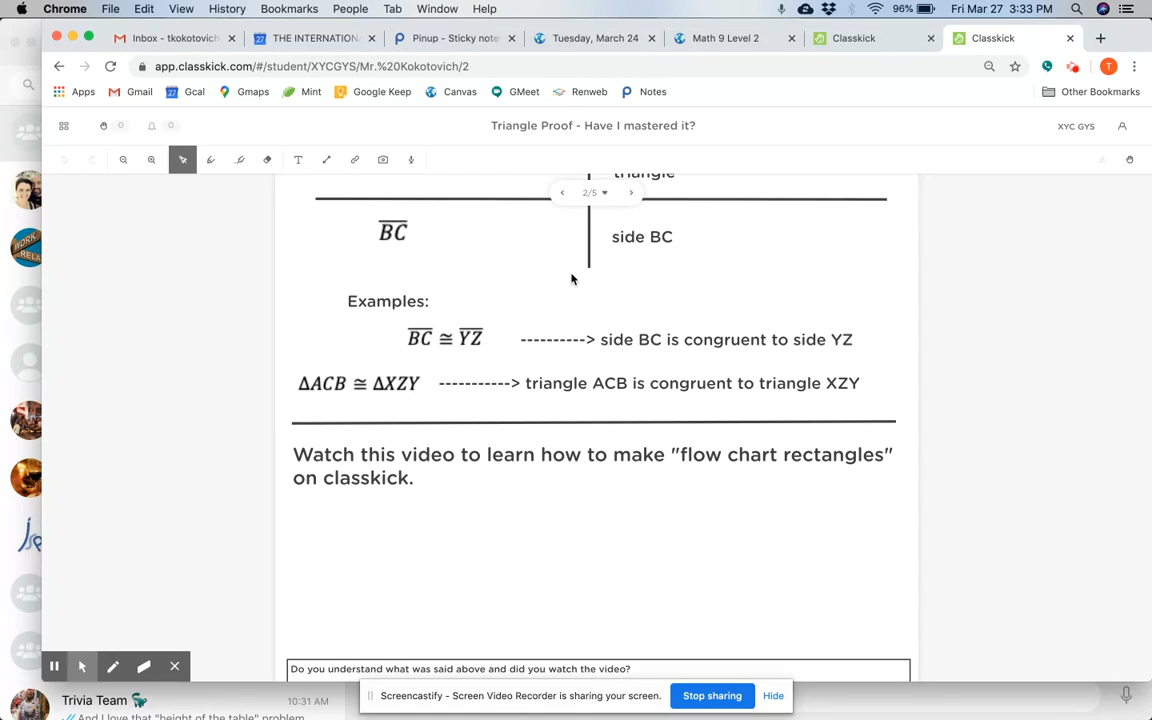 Chrome File Edit View History Bookmarks People Tab Window Help 96% Fri Mar 27 3:33 PM
Inbox - tkokotovich THE INTERNATION Pinup - Sticky note Tuesday, March 24 Math 9 Level 2 Classkick Classkick
app.classkick.com/#/student/XYCGYS/Mr.%20Kokotovich/2 T
Apps Gmail Gcal Gmaps Mint Google Keep Canvas GMeet Renweb Notes Other Bookmarks
0 0 Triangle Proof - Have I mastered it? XYC GYS
T
triangle
2/5
BC side BC
Examples:
BC ≅ YZ ----------> side BC is congruent to side YZ
ΔACB ≅ ΔXZY -----------> triangle ACB is congruent to triangle XZY
Watch this video to learn how to make "flow chart rectangles"
on classkick.
Do you understand what was said above and did you watch the video?
Screencastify - Screen Video Recorder is sharing your screen. Stop sharing Hide
Trivia Team 10:31 AM
And I love that "height of the table" problem